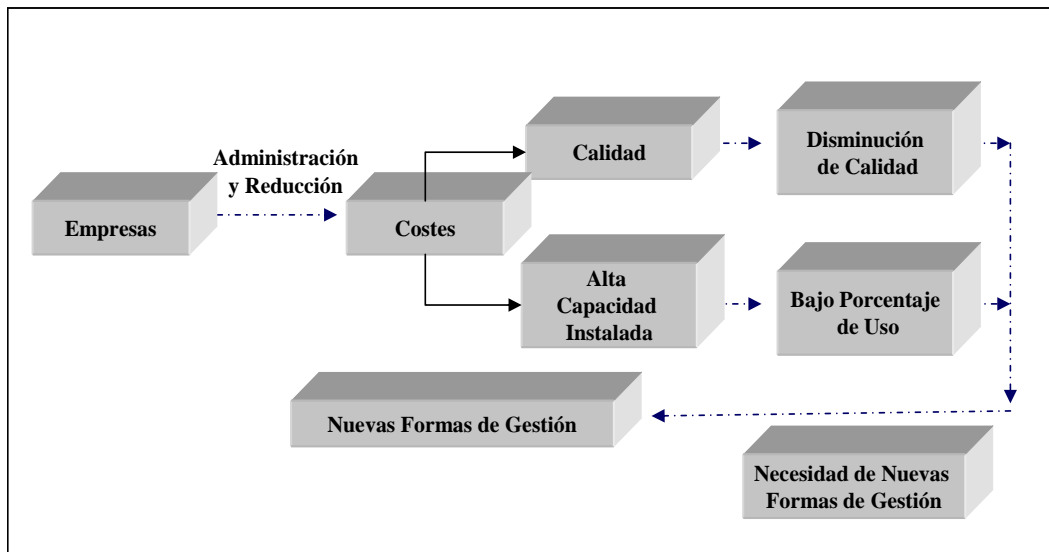 Administración
y Reducción
Empresas
Costes
Calidad
Disminución
de Calidad
Alta
Capacidad
Instalada
Bajo Porcentaje
de Uso
Nuevas Formas de Gestión
Necesidad de Nuevas
Formas de Gestión